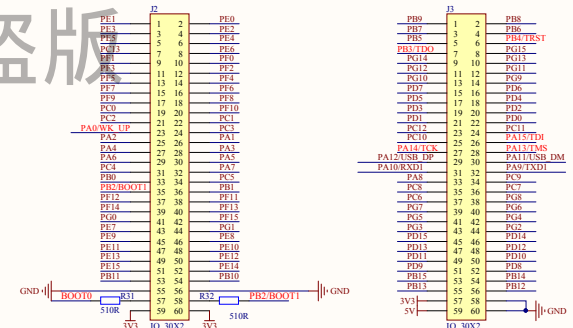 盗版
J2
PE1 1 2 PE0
PE3 3 4 PE2
PE5 5 6 PE4
PC13 7 8 PE6
PF1 9 10 PF0
PF3 11 12 PF2
PF5 13 14 PF4
PF7 15 16 PF6
PF9 17 18 PF8
PC0 19 20 PF10
PC2 21 22 PC1
PA0/WK_UP 23 24 PC3
PA2 25 26 PA1
PA4 27 28 PA3
PA6 29 30 PA5
PC4 31 32 PA7
PB0 33 34 PC5
PB2/BOOT1 35 36 PB1
PF12 37 38 PF11
PF14 39 40 PF13
PG0 41 42 PF15
PE7 43 44 PG1
PE9 45 46 PE8
PE11 47 48 PE10
PE13 49 50 PE12
PE15 51 52 PE14
PB11 53 54 PB10
GND 55 56 GND
BOOT0 R31 57 58 R32 PB2/BOOT1
510R 59 60 510R
3V3 IO_30X2 3V3
J3
PB9 1 2 PB8
PB7 3 4 PB6
PB5 5 6 PB4/TRST
PB3/TDO 7 8 PG15
PG14 9 10 PG13
PG12 11 12 PG11
PG10 13 14 PG9
PD7 15 16 PD6
PD5 17 18 PD4
PD3 19 20 PD2
PD1 21 22 PD0
PC12 23 24 PC11
PC10 25 26 PA15/TDI
PA14/TCK 27 28 PA13/TMS
PA12/USB_DP 29 30 PA11/USB_DM
PA10/RXD1 31 32 PA9/TXD1
PA8 33 34 PC9
PC8 35 36 PC7
PC6 37 38 PG8
PG7 39 40 PG6
PG5 41 42 PG4
PG3 43 44 PG2
PD15 45 46 PD14
PD13 47 48 PD12
PD11 49 50 PD10
PD9 51 52 PD8
PB15 53 54 PB14
PB13 55 56 PB12
3V3 57 58
5V 59 60 GND
IO_30X2